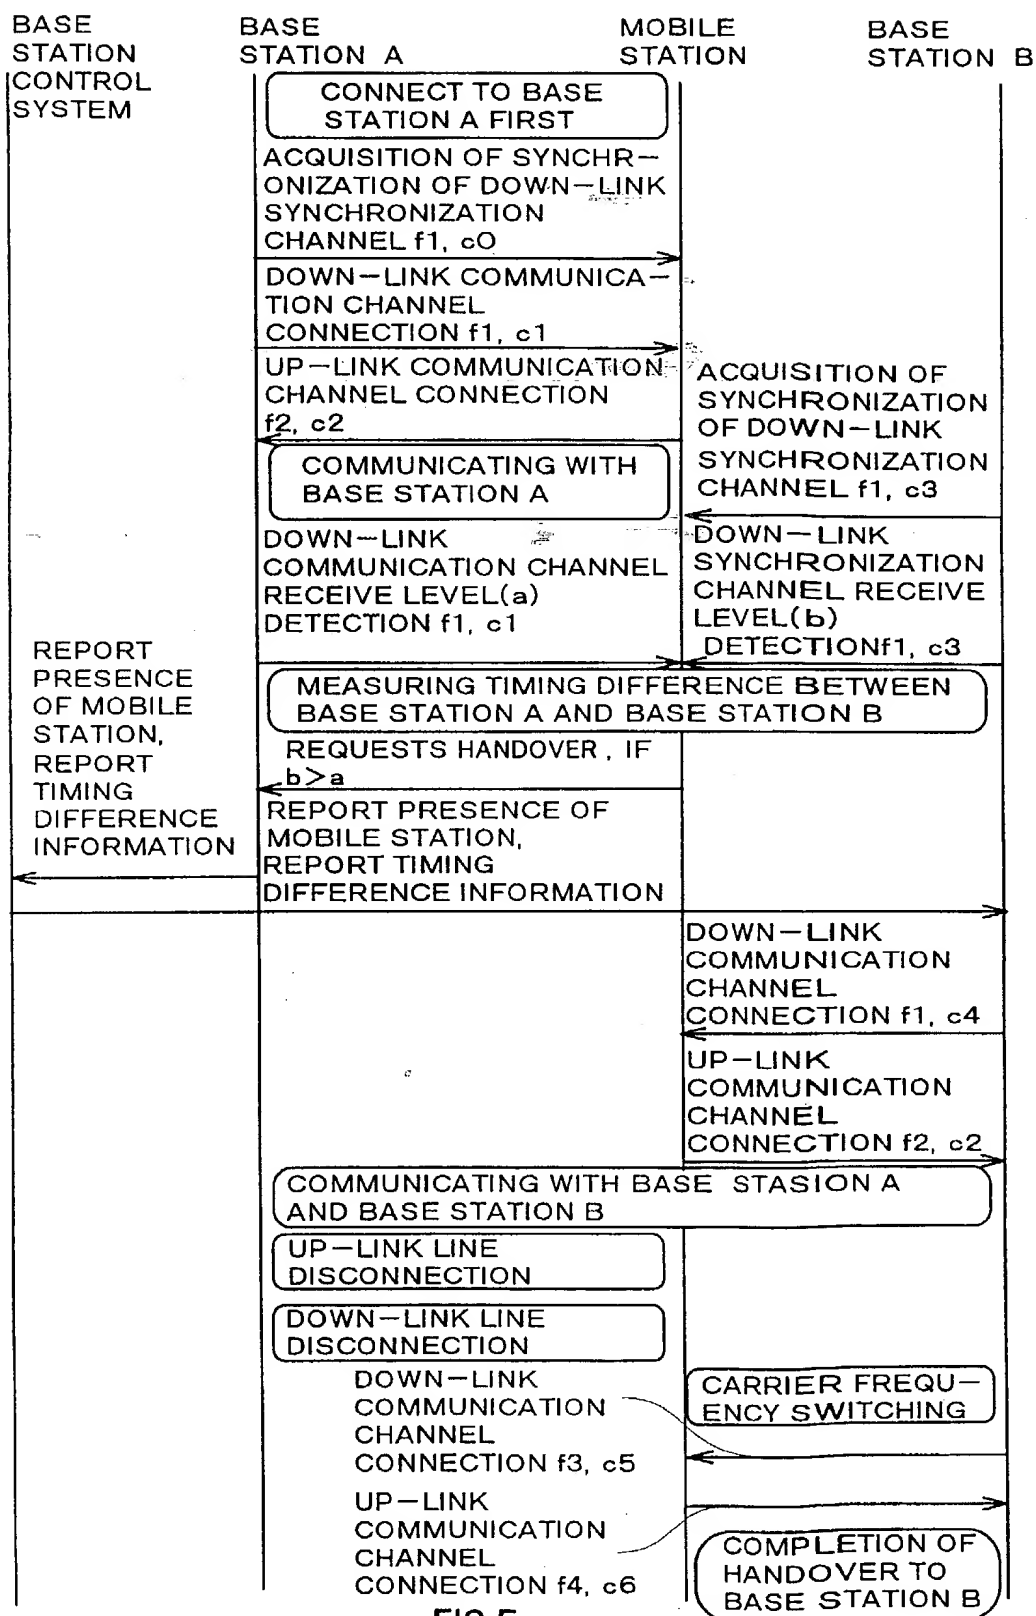 BASE
STATION
CONTROL
SYSTEM
BASE
STATION A
MOBILE
STATION
BASE
STATION B
CONNECT TO BASE
STATION A FIRST
ACQUISITION OF SYNCHR-
ONIZATION OF DOWN-LINK
SYNCHRONIZATION
CHANNEL f1, c0
DOWN-LINK COMMUNICA-
TION CHANNEL
CONNECTION f1, c1
UP-LINK COMMUNICATION
CHANNEL CONNECTION
f2, c2
ACQUISITION OF
SYNCHRONIZATION
OF DOWN-LINK
SYNCHRONIZATION
CHANNEL f1, c3
COMMUNICATING WITH
BASE STATION A
DOWN-LINK
COMMUNICATION CHANNEL
RECEIVE LEVEL(a)
DETECTION f1, c1
DOWN-LINK
SYNCHRONIZATION
CHANNEL RECEIVE
LEVEL(b)
DETECTIONf1, c3
MEASURING TIMING DIFFERENCE BETWEEN
BASE STATION A AND BASE STATION B
REQUESTS HANDOVER, IF
b>a
REPORT
PRESENCE
OF MOBILE
STATION,
REPORT
TIMING
DIFFERENCE
INFORMATION
REPORT PRESENCE OF
MOBILE STATION,
REPORT TIMING
DIFFERENCE INFORMATION
DOWN-LINK
COMMUNICATION
CHANNEL
CONNECTION f1, c4
UP-LINK
COMMUNICATION
CHANNEL
CONNECTION f2, c2
COMMUNICATING WITH BASE STASION A
AND BASE STATION B
UP-LINK LINE
DISCONNECTION
DOWN-LINK LINE
DISCONNECTION
CARRIER FREQU-
ENCY SWITCHING
DOWN-LINK
COMMUNICATION
CHANNEL
CONNECTION f3, c5
UP-LINK
COMMUNICATION
CHANNEL
CONNECTION f4, c6
COMPLETION OF
HANDOVER TO
BASE STATION B